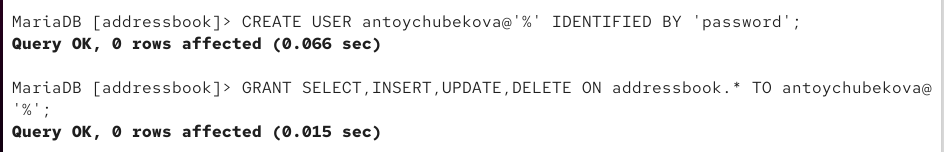 MariaDB [addressbook]> CREATE USER antoychubekova@'%' IDENTIFIED BY 'password';
Query OK, 0 rows affected (0.066 sec)
MariaDB [addressbook]> GRANT SELECT,INSERT,UPDATE,DELETE ON addressbook.* TO antoychubekova@
'%';
Query OK, 0 rows affected (0.015 sec)